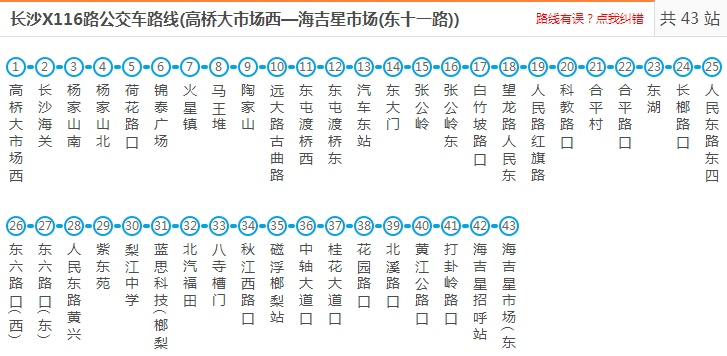 长沙X116路公交车路线(高桥大市场西—海吉星市场(东十一路))
路线有误？点我纠错
共 43 站
1 2 3 4 5 6 7 8 9 10 11 12 13 14 15 16 17 18 19 20 21 22 23 24 25
高桥大市场西
长沙海关
杨家山南
杨家山北
荷花路口
锦泰广场
火星镇
马王堆
陶家山
远大路古曲路
东屯渡桥西
东屯渡桥东
汽车东站
东大门
张公岭
张公岭东
白竹坡路口
望龙路人民东
人民路红旗路
科教路口
合平村
合平路口
东湖
长榔路口
人民东路东四
26 27 28 29 30 31 32 33 34 35 36 37 38 39 40 41 42 43
东六路口(西)
东六路口(东)
人民东路黄兴
紫东苑
梨江中学
蓝思科技(榔梨
北汽福田
八寺槽门
秋江西路口
磁浮榔梨站
中轴大道口
桂花大道口
花园路口
北溪路口
黄江公路口
打卦岭路口
海吉星招呼站
海吉星市场(东